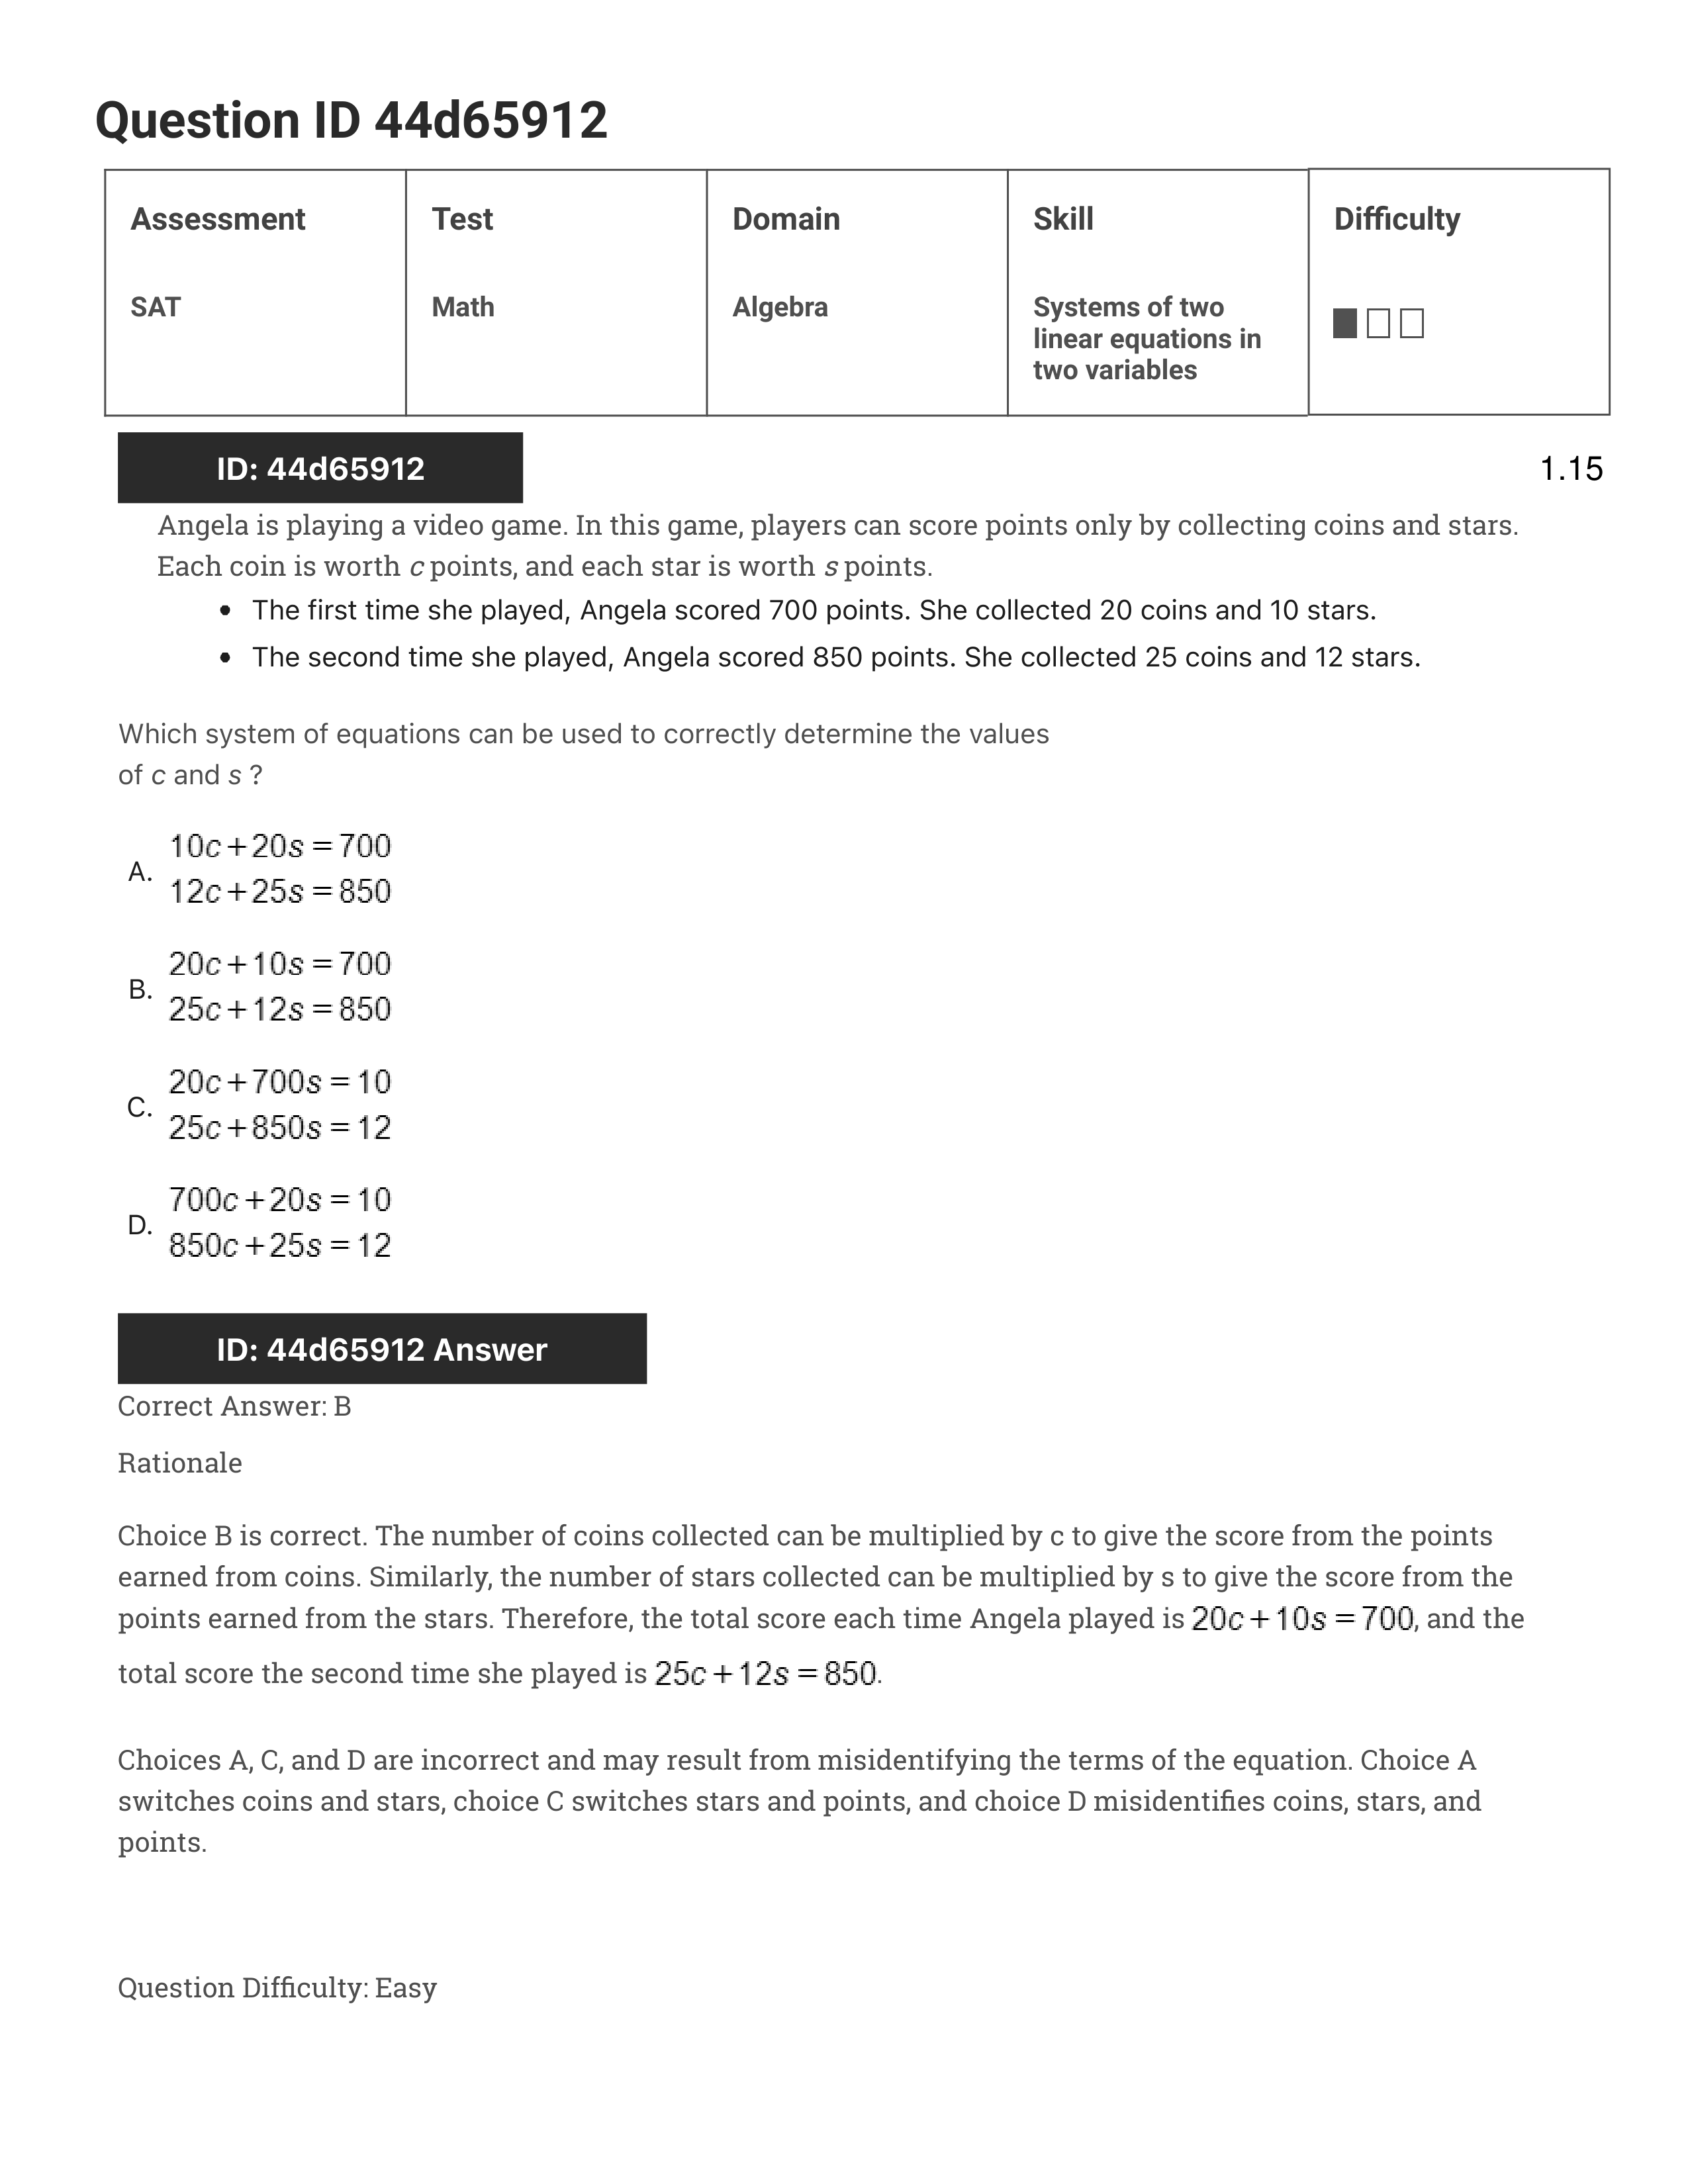 Question ID 44d65912
Assessment
Test
Domain
Skill
Difficulty
SAT
Math
Algebra
Systems of two
linear equations in
two variables
ID: 44d65912
1.15
Angela is playing a video game. In this game, players can score points only by collecting coins and stars.
Each coin is worth c points, and each star is worth s points.
• The first time she played, Angela scored 700 points. She collected 20 coins and 10 stars.
• The second time she played, Angela scored 850 points. She collected 25 coins and 12 stars.
Which system of equations can be used to correctly determine the values
of c and s ?
A.
10c+20s=700
12c+25s=850
B.
20c+10s=700
25c+12s=850
C.
20c+700s=10
25c+850s=12
D.
700c+20s=10
850c+25s=12
ID: 44d65912 Answer
Correct Answer: B
Rationale
Choice B is correct. The number of coins collected can be multiplied by c to give the score from the points
earned from coins. Similarly, the number of stars collected can be multiplied by s to give the score from the
points earned from the stars. Therefore, the total score each time Angela played is 20c+10s=700, and the
total score the second time she played is 25c+12s=850.
Choices A, C, and D are incorrect and may result from misidentifying the terms of the equation. Choice A
switches coins and stars, choice C switches stars and points, and choice D misidentifies coins, stars, and
points.
Question Difficulty: Easy